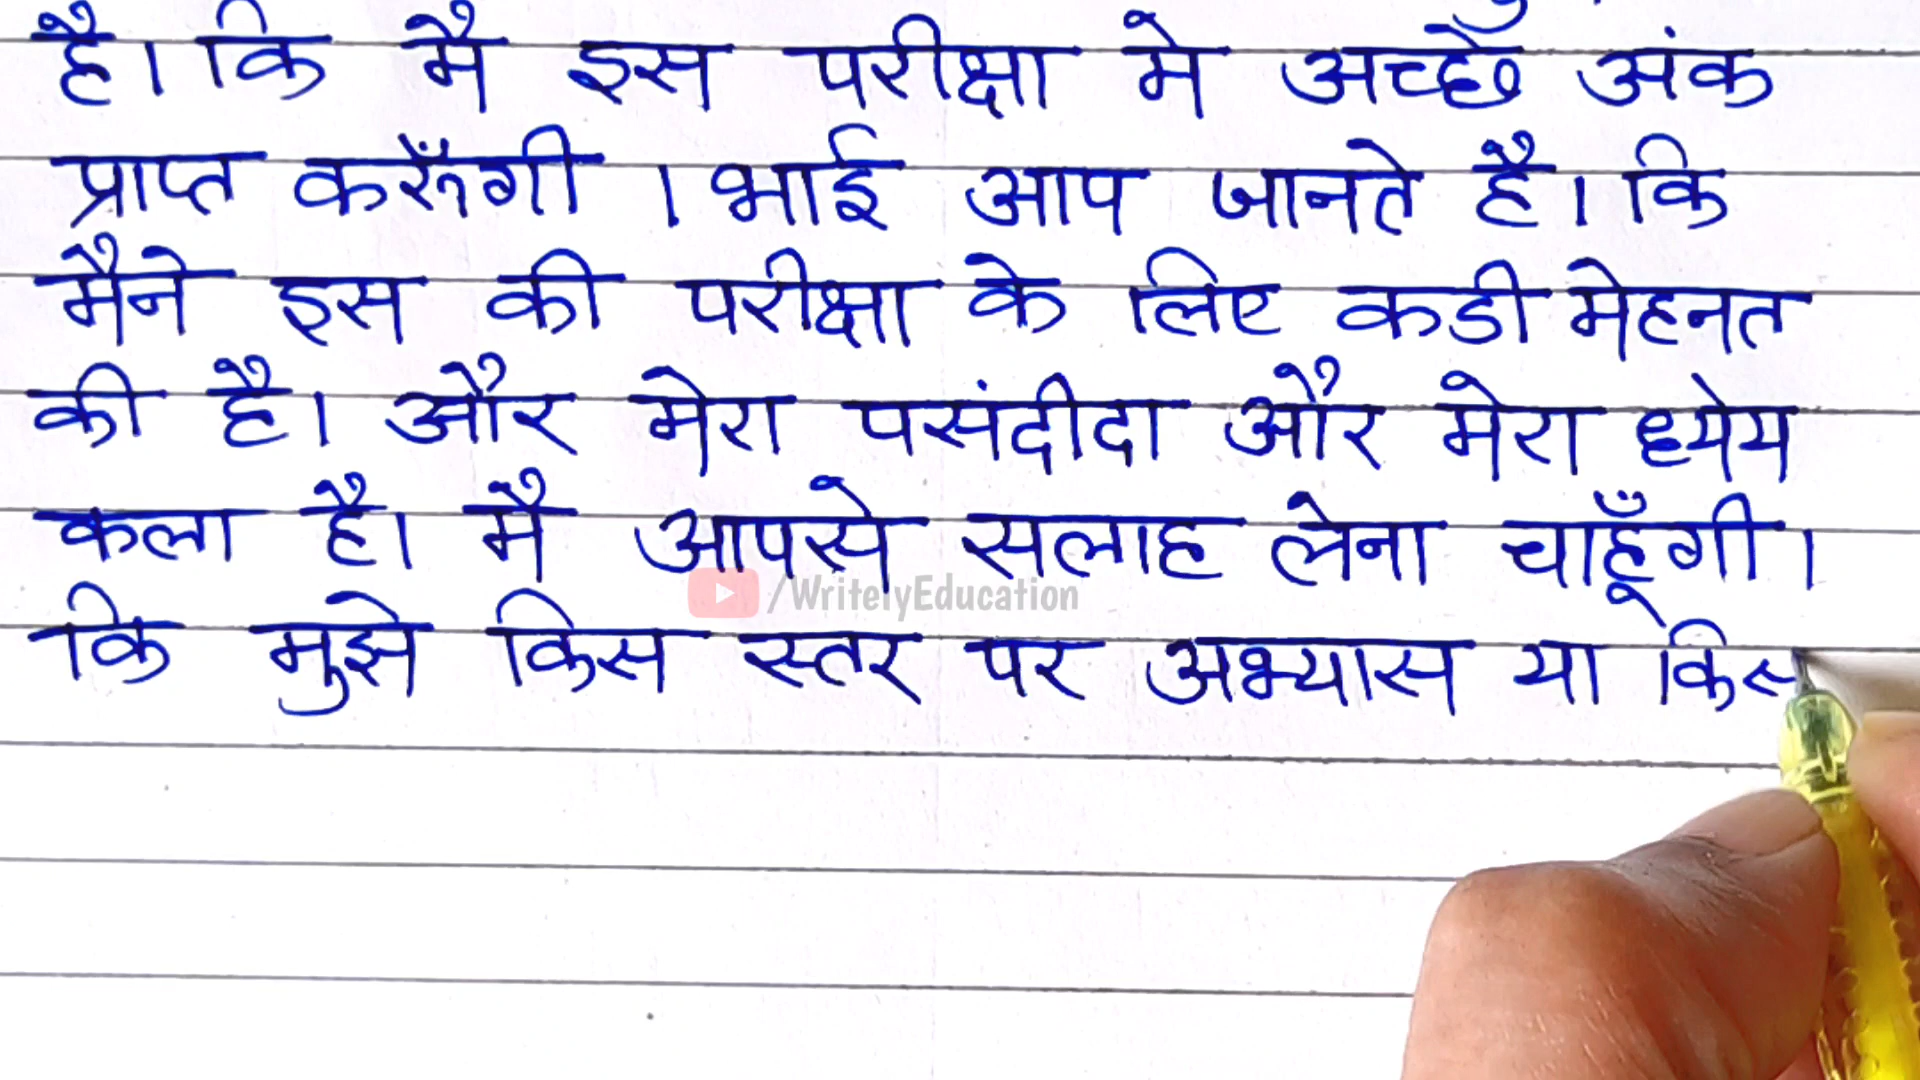 है। कि मै इस परीक्षा मे अच्छे अंक
प्राप्त करूँगी । भाई आप जानते है। कि
मैने इस की परीक्षा के लिए कडी मेहनत
की है। और मेरा पसंदीदा और मेरा ध्येय
कला है। मै आपसे सलाह लेना चाहूँगी।
/WritelyEducation
कि मुझे किस स्तर पर अभ्यास या किस